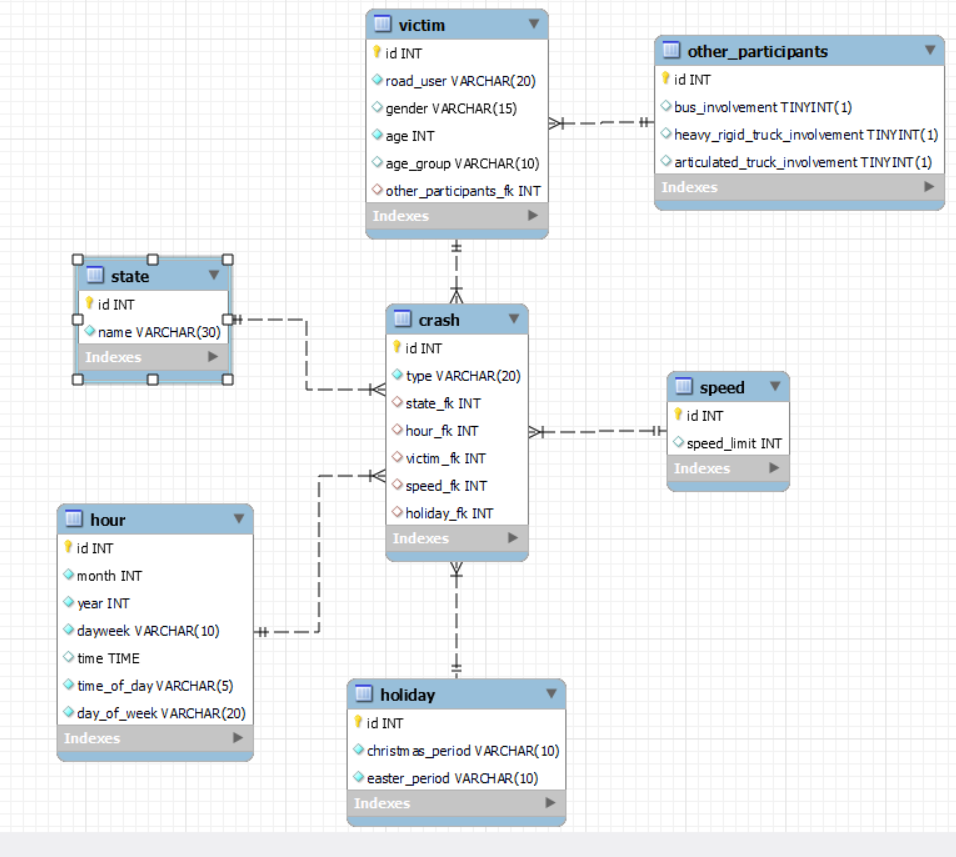 victim
id INT
road_user VARCHAR(20)
gender VARCHAR(15)
age INT
age_group VARCHAR(10)
other_participants_fk INT
Indexes
other_participants
id INT
bus_involvement TINYINT(1)
heavy_rigid_truck_involvement TINYINT(1)
articulated_truck_involvement TINYINT(1)
Indexes
state
id INT
name VARCHAR(30)
Indexes
crash
id INT
type VARCHAR(20)
state_fk INT
hour_fk INT
victim_fk INT
speed_fk INT
holiday_fk INT
Indexes
speed
id INT
speed_limit INT
Indexes
hour
id INT
month INT
year INT
dayweek VARCHAR(10)
time TIME
time_of_day VARCHAR(5)
day_of_week VARCHAR(20)
Indexes
holiday
id INT
christmas_period VARCHAR(10)
easter_period VARCHAR(10)
Indexes